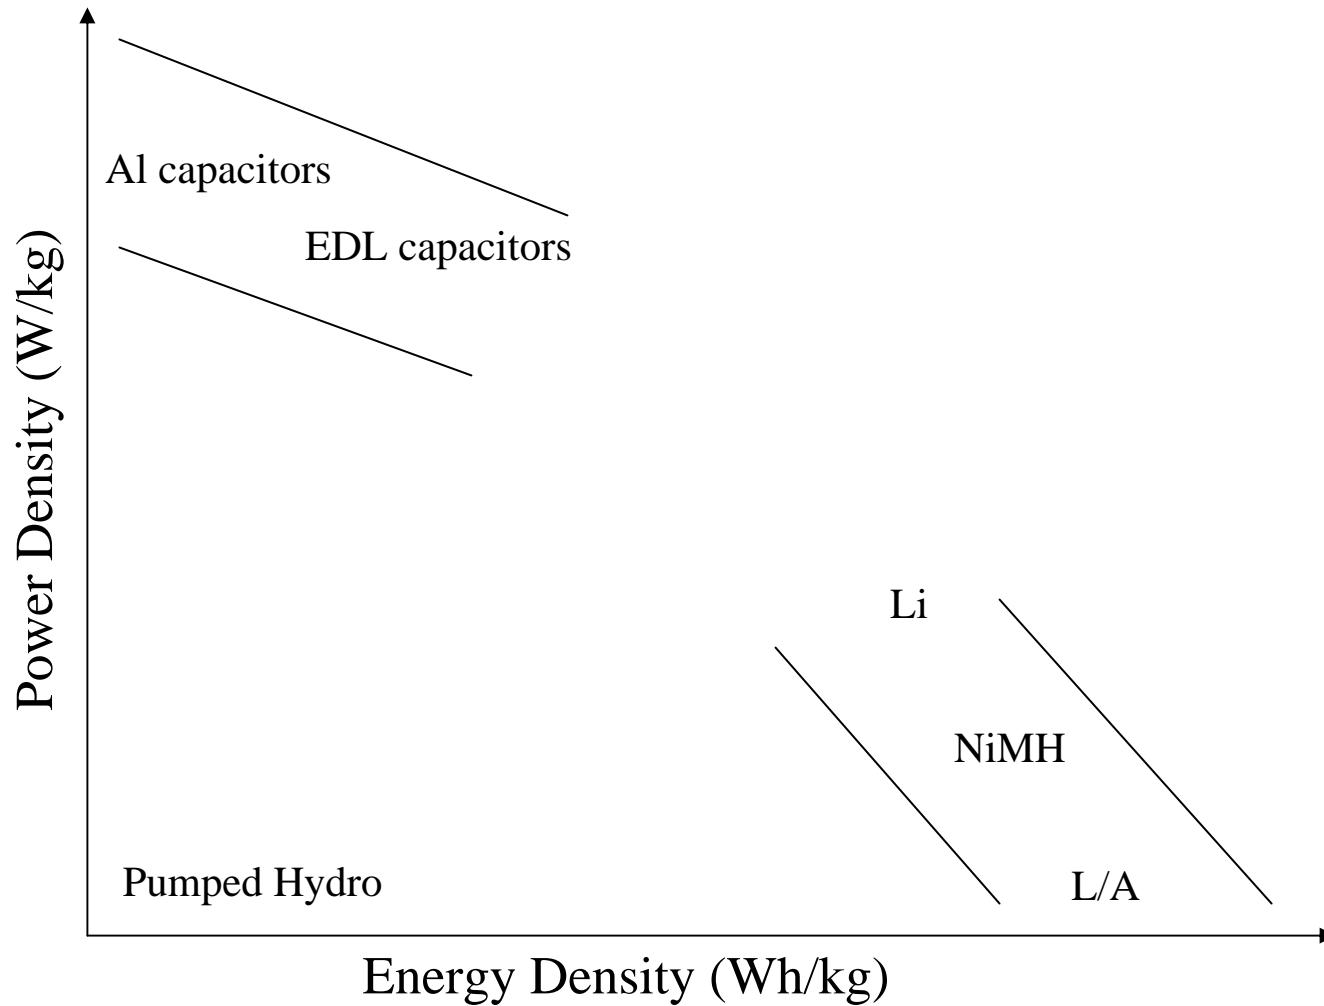 Al capacitors
EDL capacitors
Power Density (W/kg)
Li
NiMH
Pumped Hydro
L/A
Energy Density (Wh/kg)